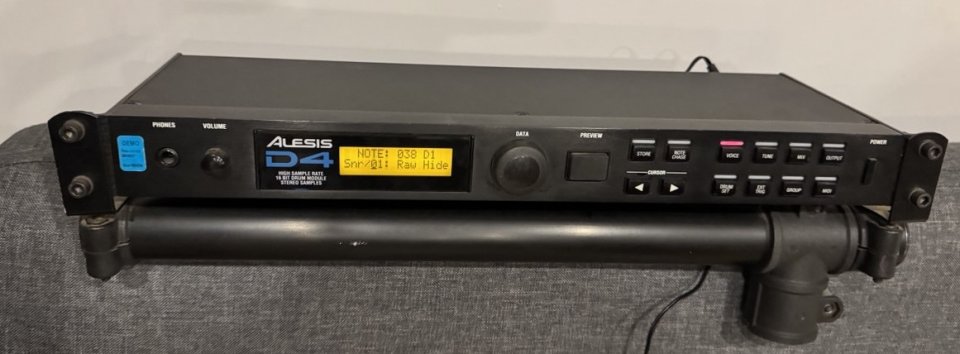 PHONES
VOLUME
DEMO
ALESIS
D4
HIGH SAMPLE RATE
16 BIT DRUM MODULE
STEREO SAMPLES
NOTE: 038 D1
Snr/01: Raw Hide
DATA
PREVIEW
STORE
NOTE
CHASE
CURSOR
VOICE
TUNE
MIX
OUTPUT
DRUM
SET
EXT
TRIG
GROUP
MIDI
POWER